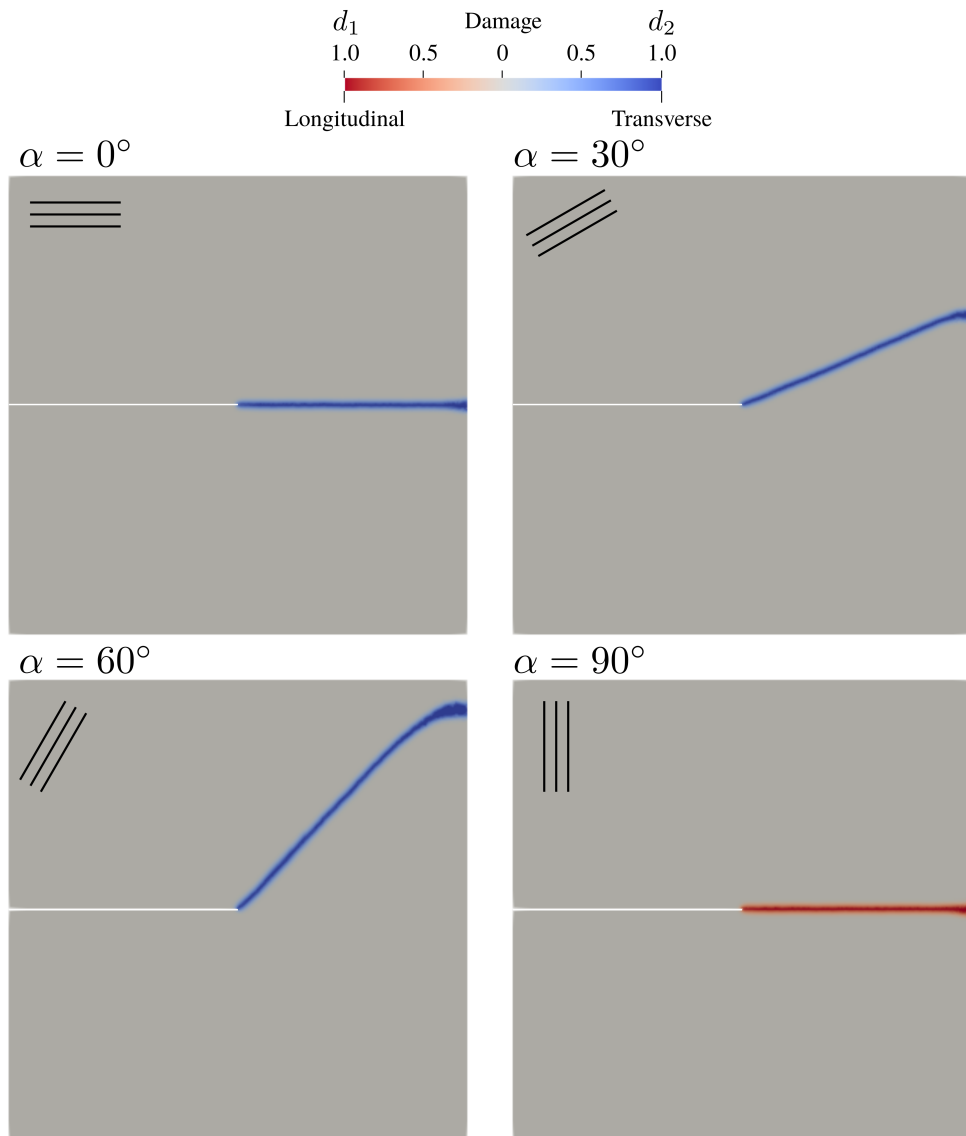 d₁ Damage d₂
1.0 0.5 0 0.5 1.0
Longitudinal Transverse
α = 0° α = 30°
α = 60° α = 90°